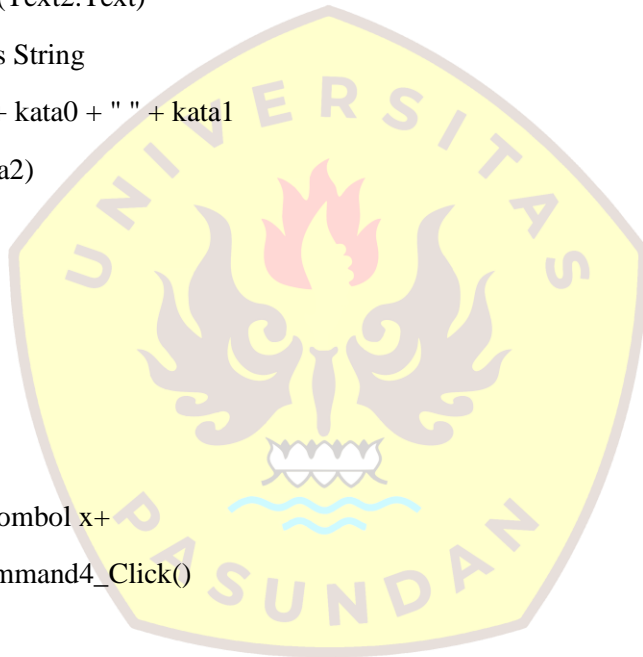 (Text2.Text)
s String
+ kata0 + " " + kata1
a2)
UNIVERSITAS
ombol x+
mmand4_Click()
PASUNDAN